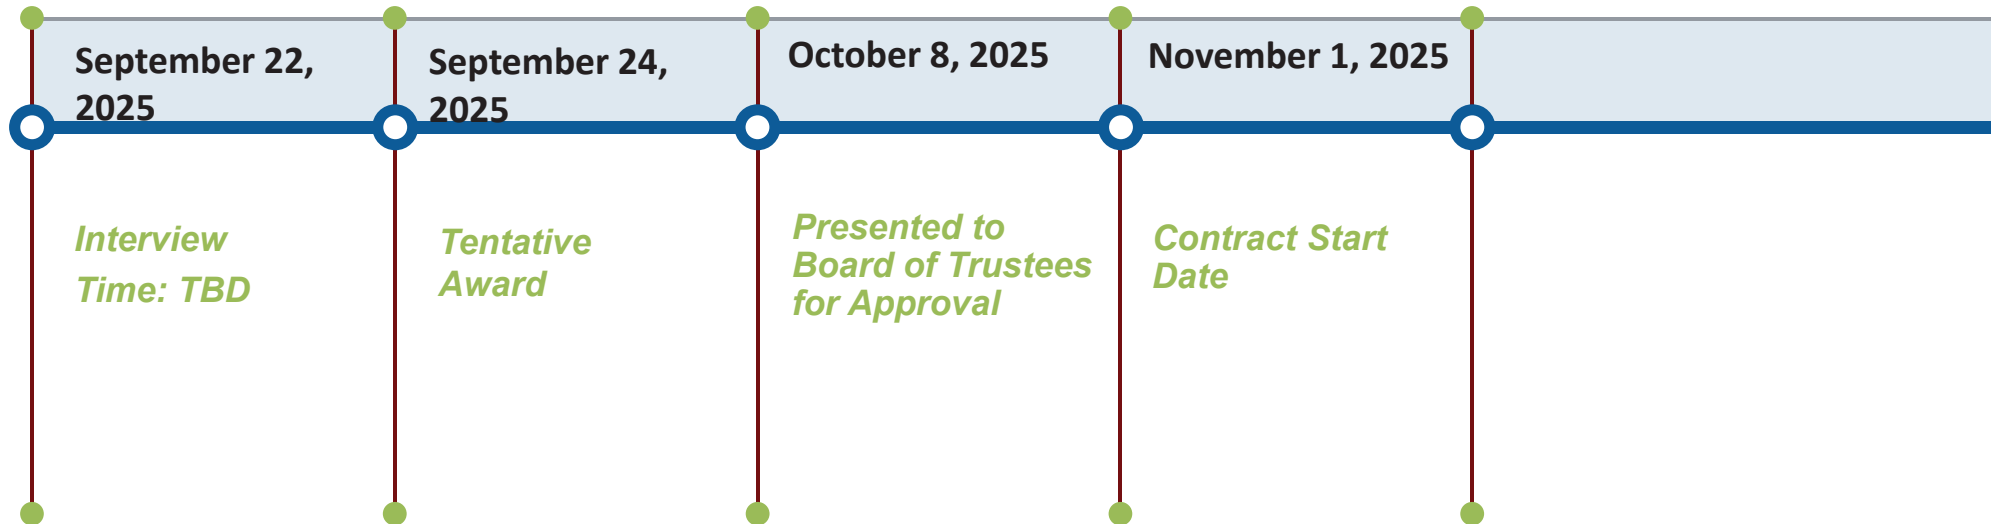 September 22,
2025
September 24,
2025
October 8, 2025
November 1, 2025
Interview
Time: TBD
Tentative
Award
Presented to
Board of Trustees
for Approval
Contract Start
Date